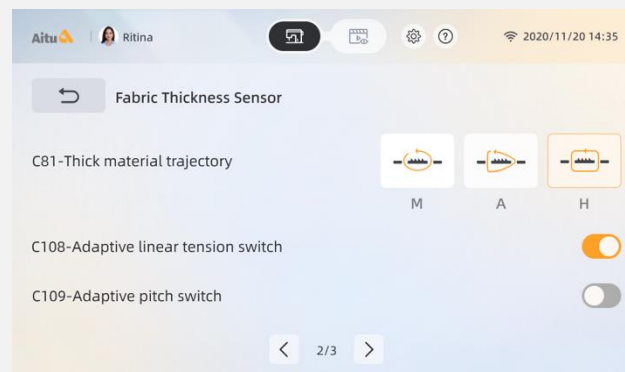 Aitu Ritina 2020/11/20 14:35
Fabric Thickness Sensor
C81-Thick material trajectory
M A H
C108-Adaptive linear tension switch
C109-Adaptive pitch switch
2/3